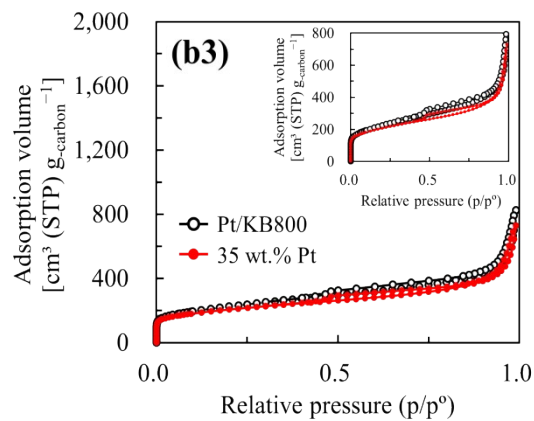 (b3)
Adsorption volume
[cm³ (STP) g-carbon⁻¹]
2,000
1,600
1,200
800
400
0
0.0
0.5
1.0
Relative pressure (p/pº)
Pt/KB800
35 wt.% Pt
Adsorption volume
[cm³ (STP) g-carbon⁻¹]
800
600
400
200
0
0.0
0.5
1.0
Relative pressure (p/pº)